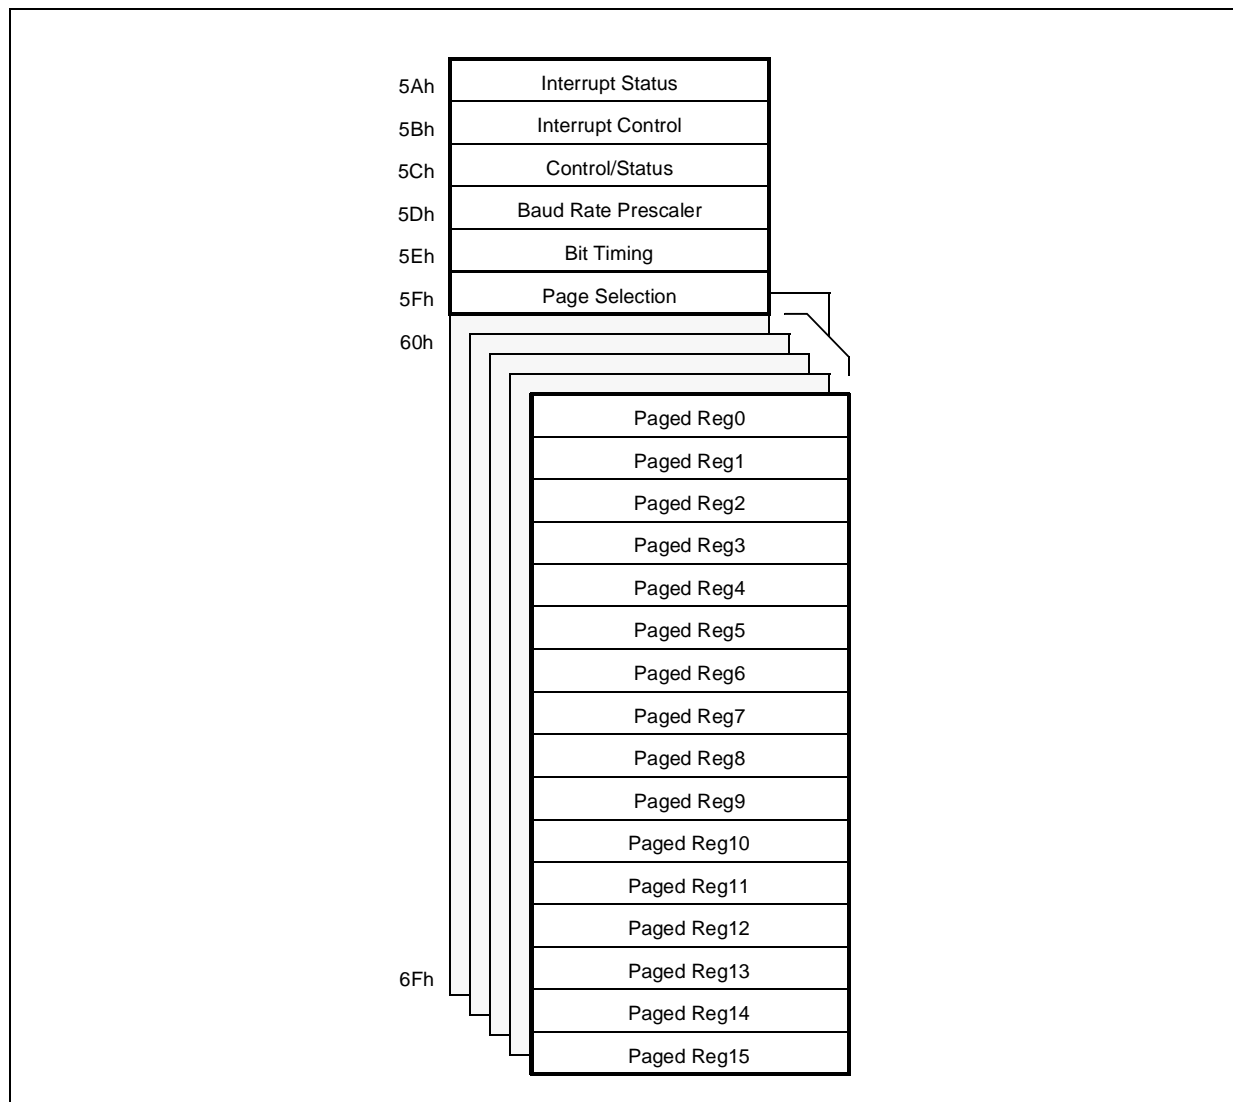 5Ah Interrupt Status
5Bh Interrupt Control
5Ch Control/Status
5Dh Baud Rate Prescaler
5Eh Bit Timing
5Fh Page Selection
60h
Paged Reg0
Paged Reg1
Paged Reg2
Paged Reg3
Paged Reg4
Paged Reg5
Paged Reg6
Paged Reg7
Paged Reg8
Paged Reg9
Paged Reg10
Paged Reg11
Paged Reg12
Paged Reg13
6Fh
Paged Reg14
Paged Reg15